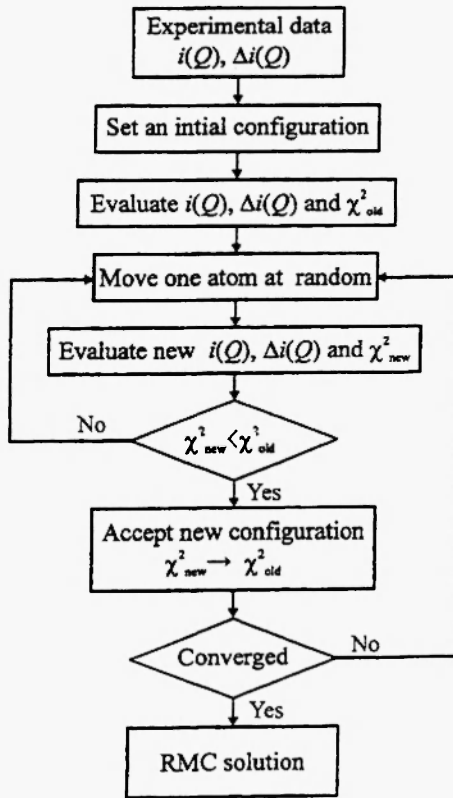 Experimental data
i(Q), Δi(Q)
Set an intial configuration
Evaluate i(Q), Δi(Q) and χ²old
Move one atom at random
Evaluate new i(Q), Δi(Q) and χ²new
No
χ²new < χ²old
Yes
Accept new configuration
χ²new → χ²old
Converged
No
Yes
RMC solution